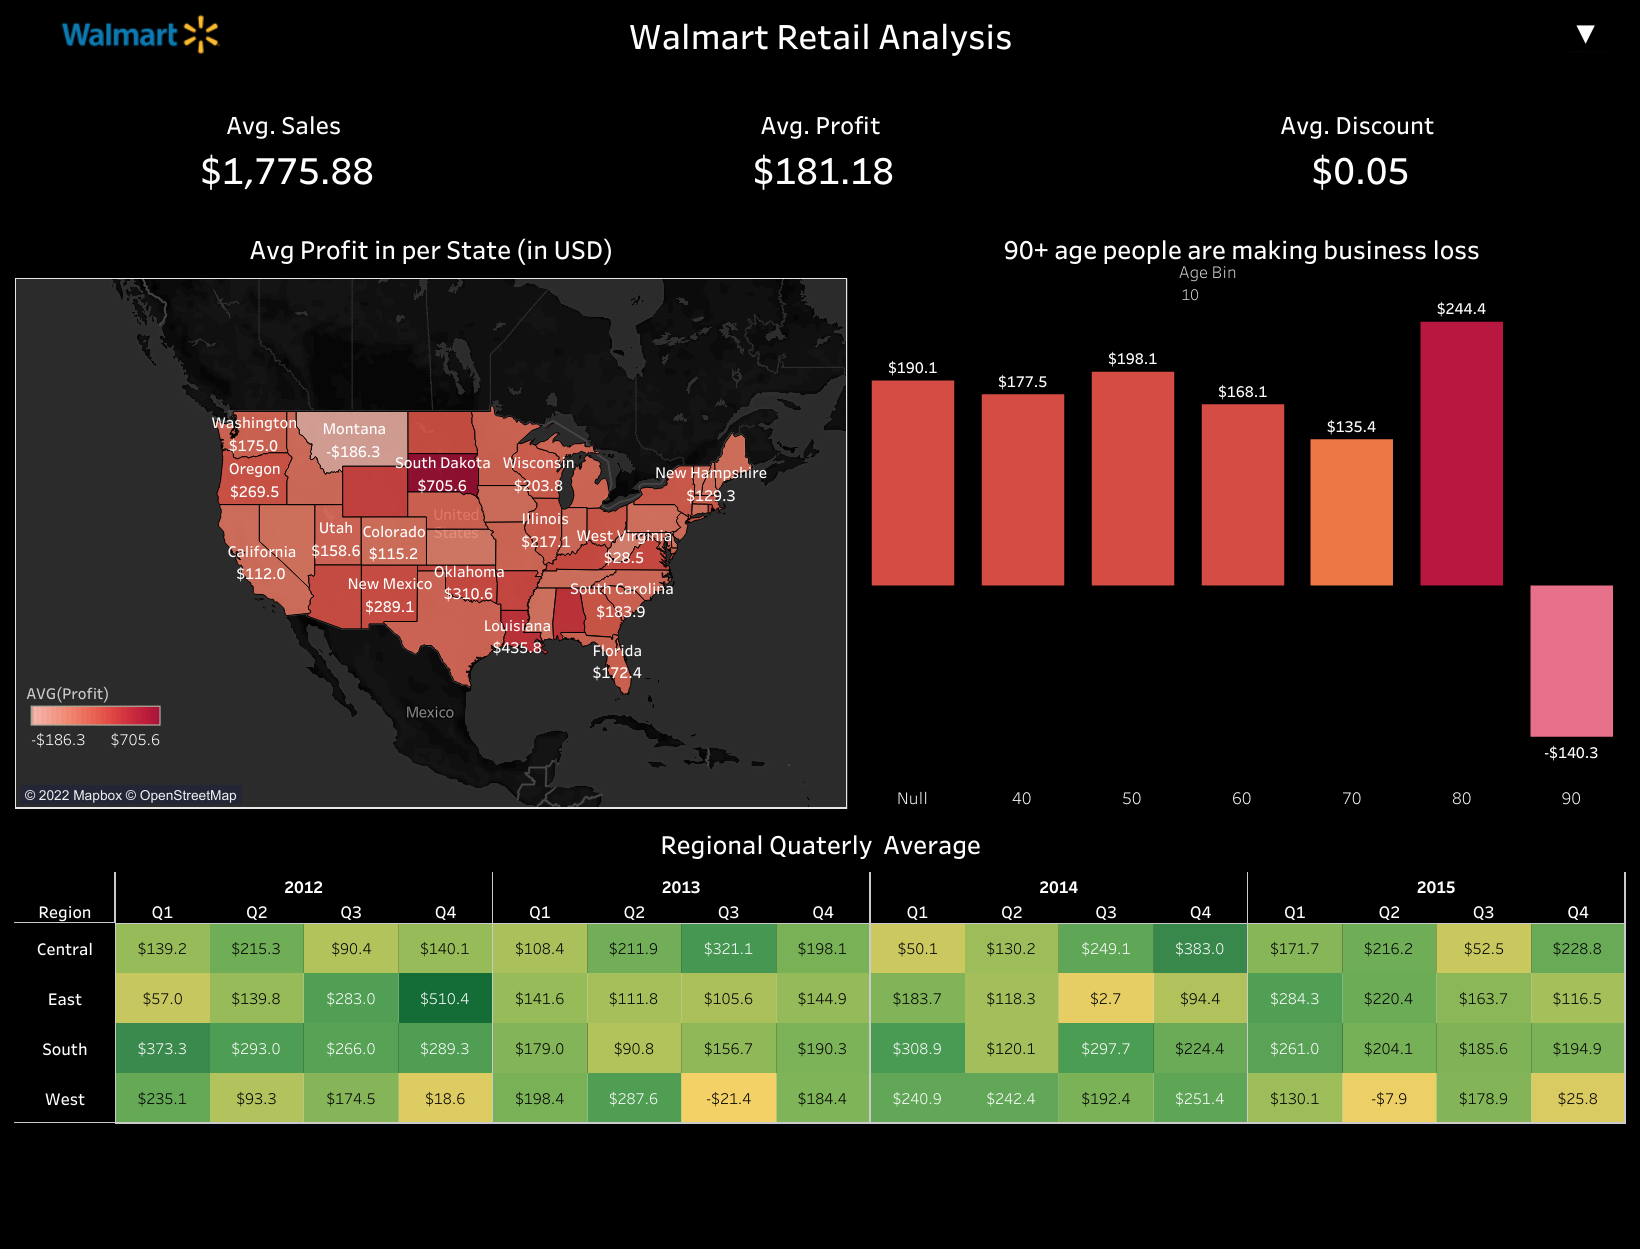 Walmart
Walmart Retail Analysis
▼
Avg. Sales
$1,775.88
Avg. Profit
$181.18
Avg. Discount
$0.05
Avg Profit in per State (in USD)
Washington
$175.0
Montana
-$186.3
Oregon
$269.5
South Dakota
$705.6
Wisconsin
$203.8
New Hampshire
$129.3
United
States
Utah
$158.6
Colorado
$115.2
Illinois
$217.1
West Virginia
$28.5
California
$112.0
New Mexico
$289.1
Oklahoma
$310.6
South Carolina
$183.9
Louisiana
$435.8
Florida
$172.4
Mexico
AVG(Profit)
-$186.3 $705.6
© 2022 Mapbox © OpenStreetMap
90+ age people are making business loss
Age Bin
10
$190.1
$177.5
$198.1
$168.1
$135.4
$244.4
-$140.3
Null 40 50 60 70 80 90
Regional Quaterly Average
2012 2013 2014 2015
Region Q1 Q2 Q3 Q4 Q1 Q2 Q3 Q4 Q1 Q2 Q3 Q4 Q1 Q2 Q3 Q4
Central $139.2 $215.3 $90.4 $140.1 $108.4 $211.9 $321.1 $198.1 $50.1 $130.2 $249.1 $383.0 $171.7 $216.2 $52.5 $228.8
East $57.0 $139.8 $283.0 $510.4 $141.6 $111.8 $105.6 $144.9 $183.7 $118.3 $2.7 $94.4 $284.3 $220.4 $163.7 $116.5
South $373.3 $293.0 $266.0 $289.3 $179.0 $90.8 $156.7 $190.3 $308.9 $120.1 $297.7 $224.4 $261.0 $204.1 $185.6 $194.9
West $235.1 $93.3 $174.5 $18.6 $198.4 $287.6 -$21.4 $184.4 $240.9 $242.4 $192.4 $251.4 $130.1 -$7.9 $178.9 $25.8